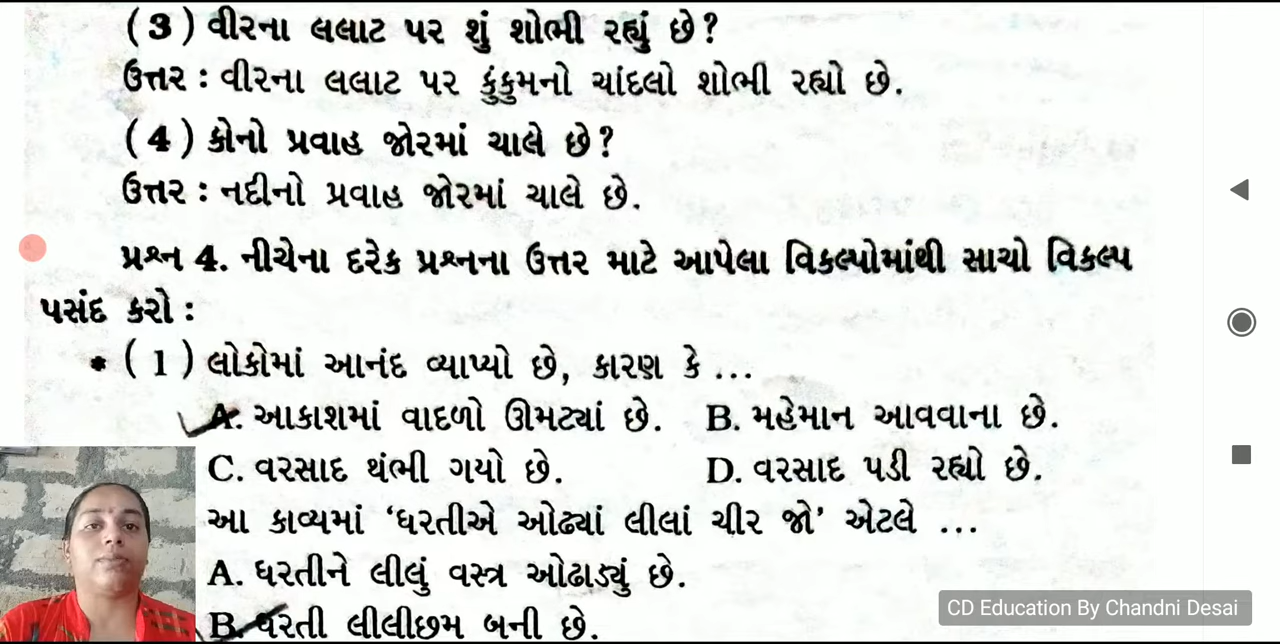 (3) વીરના લલાટ પર શું શોભી રહ્યું છે?
ઉત્તર : વીરના લલાટ પર કુંકુમનો ચાંદલો શોભી રહ્યો છે.
(4) કોનો પ્રવાહ જોરમાં ચાલે છે?
ઉત્તર : નદીનો પ્રવાહ જોરમાં ચાલે છે.
પ્રશ્ન 4. નીચેના દરેક પ્રશ્નના ઉત્તર માટે આપેલા વિકલ્પોમાંથી સાચો વિકલ્પ
પસંદ કરો :
* (1) લોકોમાં આનંદ વ્યાપ્યો છે, કારણ કે ...
A. આકાશમાં વાદળો ઊમટ્યાં છે. B. મહેમાન આવવાના છે.
C. વરસાદ થંભી ગયો છે. D. વરસાદ પડી રહ્યો છે.
આ કાવ્યમાં ‘ધરતીએ ઓઢ્યાં લીલાં ચીર જો’ એટલે ...
A. ધરતીને લીલું વસ્ત્ર ઓઢાડ્યું છે.
B. ધરતી લીલીછમ બની છે.
CD Education By Chandni Desai